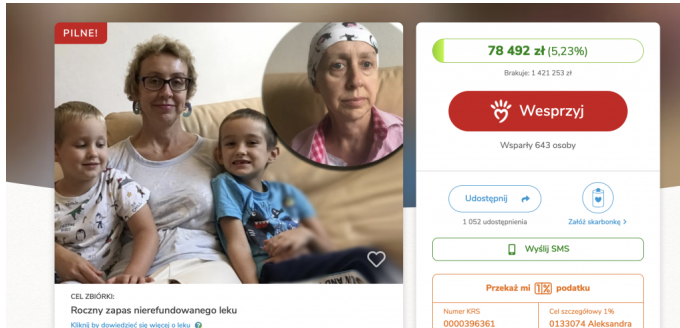 PILNE!
CEL ZBIÓRKI:
Roczny zapas nierefundowanego leku
Kliknij by dowiedzieć się więcej o leku
78 492 zł (5,23%)
Brakuje: 1 421 253 zł
Wesprzyj
Wsparły 643 osoby
Udostępnij
1 052 udostępnienia
Załóż skarbonkę >
Wyślij SMS
Przekaż mi 1% podatku
Numer KRS
0000396361
Cel szczegółowy 1%
0133074 Aleksandra